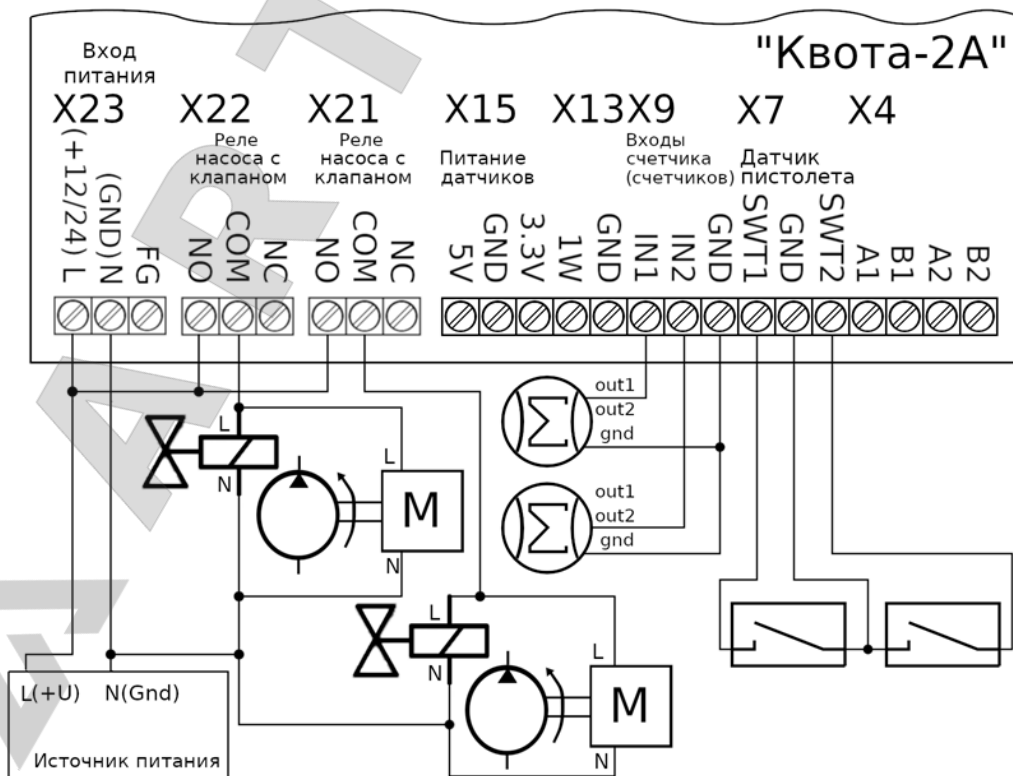 "Квота-2А"
Вход
питания
X23
X22
X21
X15
X13
X9
X7
X4
Реле
насоса с
клапаном
Реле
насоса с
клапаном
Питание
датчиков
Входы
счетчика
(счетчиков)
Датчик
пистолета
(+12/24) L
(GND) N
FG
NO
COM
NC
NO
COM
NC
5V
GND
3.3V
1W
GND
IN1
IN2
GND
SWT1
GND
SWT2
A1
B1
A2
B2
out1
out2
gnd
L
N
L
M
N
out1
out2
gnd
L
N
L
M
N
L(+U) N(Gnd)
Источник питания